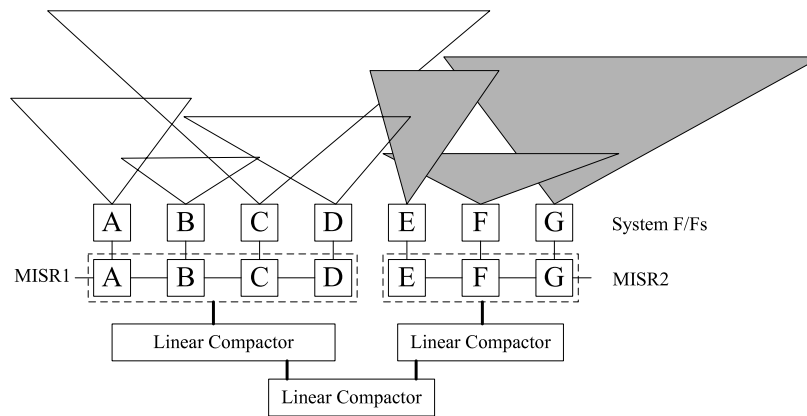 A B C D E F G System F/Fs
MISR1 A B C D E F G MISR2
Linear Compactor Linear Compactor
Linear Compactor